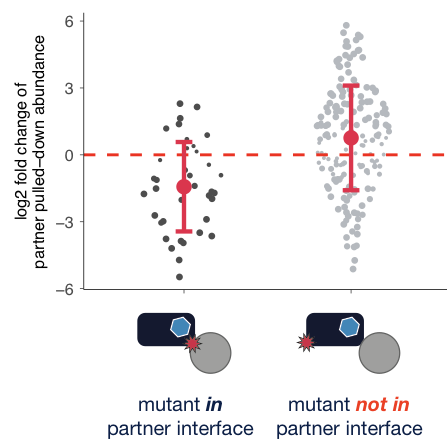 log2 fold change of
partner pulled–down abundance
6
3
0
−3
−6
mutant in
partner interface
mutant not in
partner interface